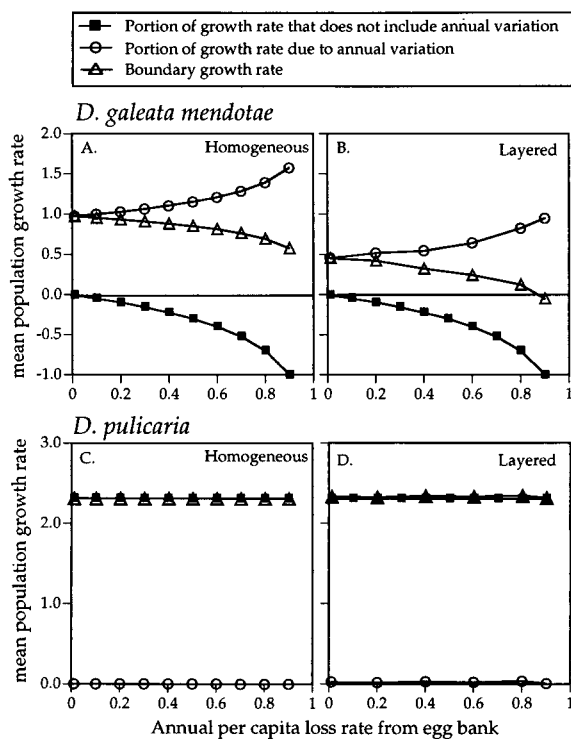 Portion of growth rate that does not include annual variation
Portion of growth rate due to annual variation
Boundary growth rate
D. galeata mendotae
A. Homogeneous
B. Layered
2.0
1.5
1.0
0.5
0.0
-0.5
-1.0
0 0.2 0.4 0.6 0.8 1
0 0.2 0.4 0.6 0.8 1
mean population growth rate
D. pulicaria
C. Homogeneous
D. Layered
3.0
2.0
1.0
0.0
0 0.2 0.4 0.6 0.8 1
0 0.2 0.4 0.6 0.8 1
mean population growth rate
Annual per capita loss rate from egg bank